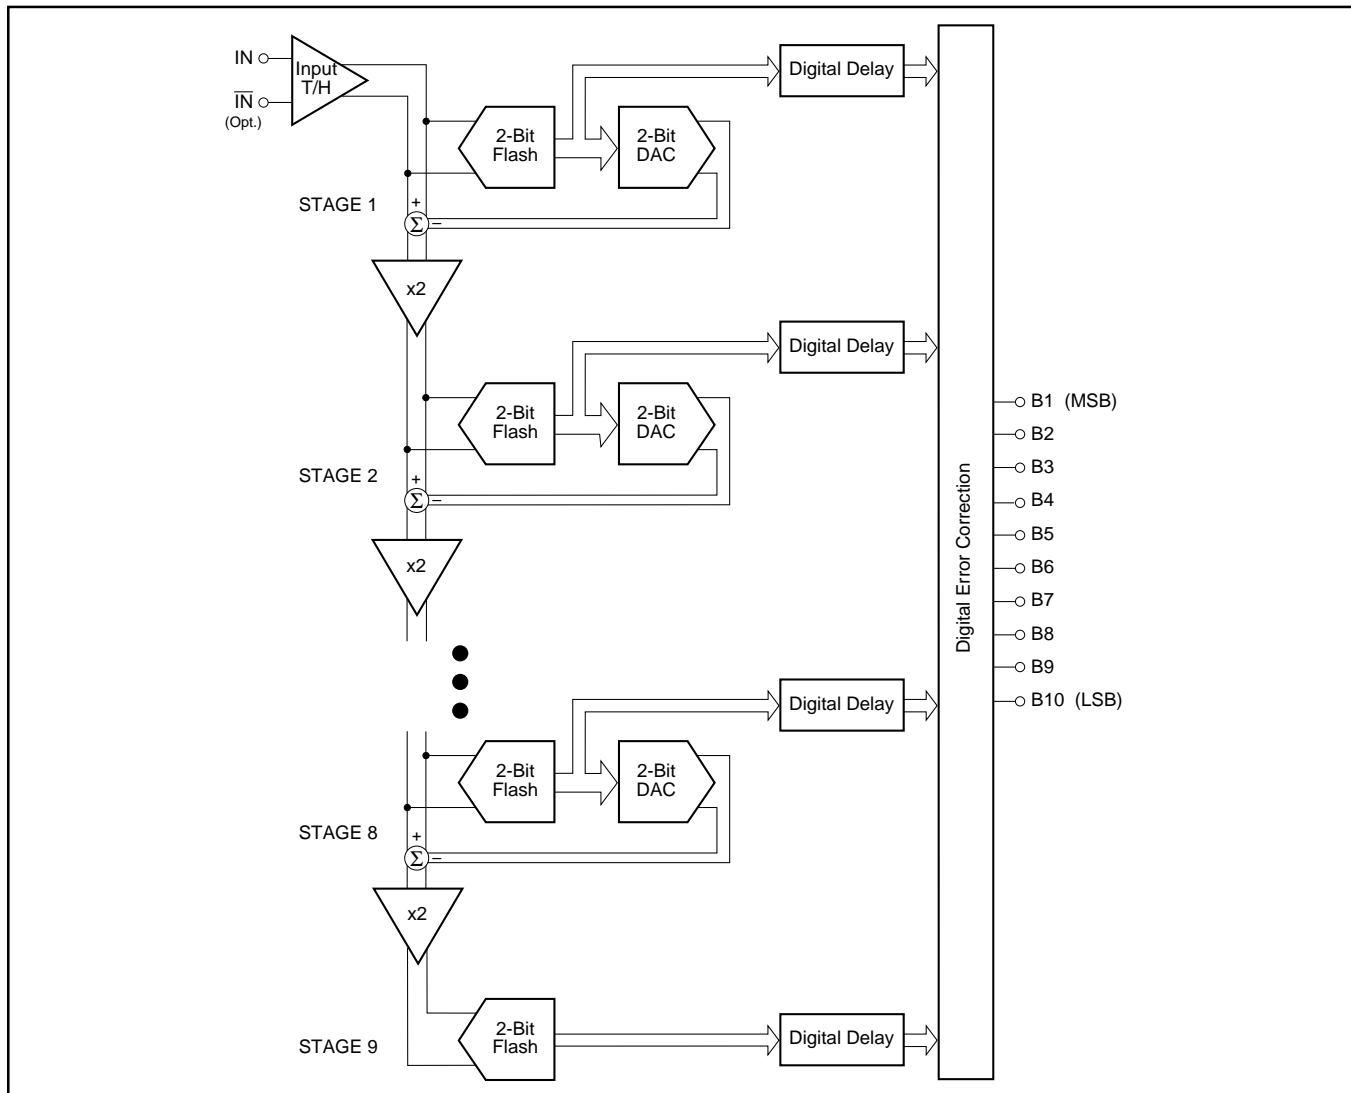 IN
Input
T/H
IN
(Opt.)
2-Bit
Flash
2-Bit
DAC
Digital Delay
STAGE 1
+
Σ
–
x2
2-Bit
Flash
2-Bit
DAC
Digital Delay
STAGE 2
+
Σ
–
x2
2-Bit
Flash
2-Bit
DAC
Digital Delay
STAGE 8
+
Σ
–
x2
2-Bit
Flash
Digital Delay
STAGE 9
Digital Error Correction
B1 (MSB)
B2
B3
B4
B5
B6
B7
B8
B9
B10 (LSB)